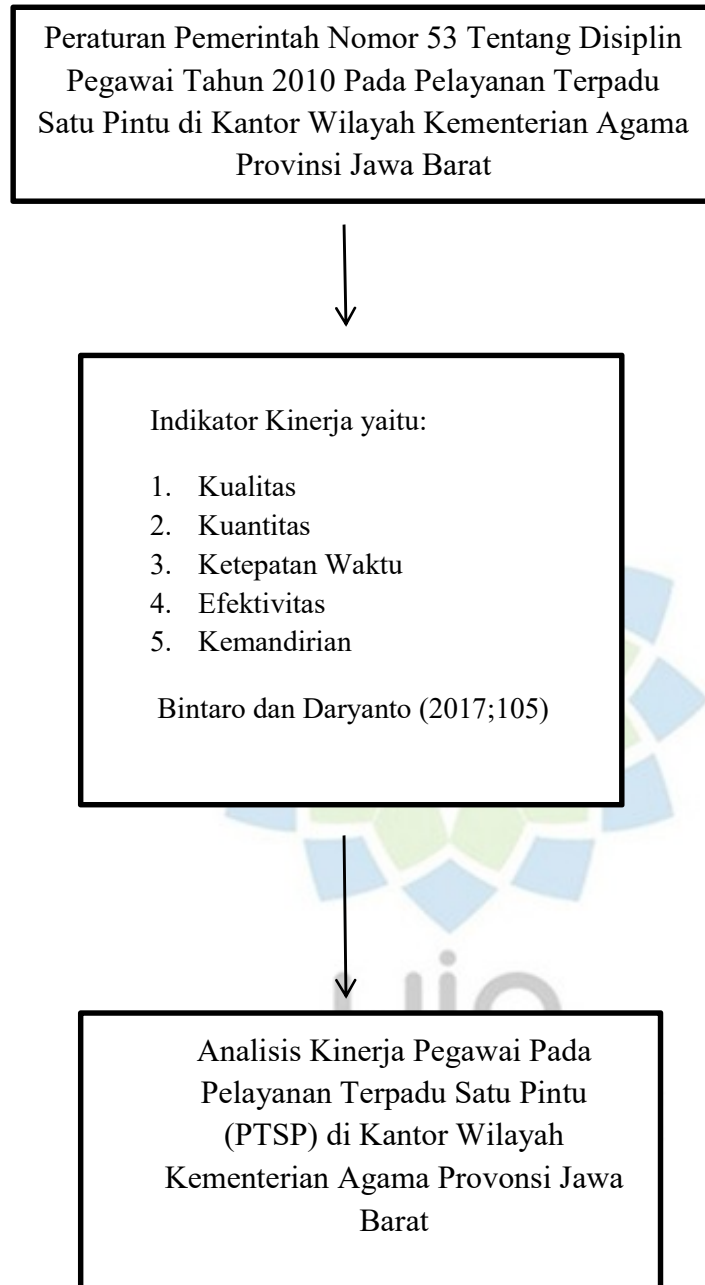 Peraturan Pemerintah Nomor 53 Tentang Disiplin
Pegawai Tahun 2010 Pada Pelayanan Terpadu
Satu Pintu di Kantor Wilayah Kementerian Agama
Provinsi Jawa Barat
Indikator Kinerja yaitu:
1. Kualitas
2. Kuantitas
3. Ketepatan Waktu
4. Efektivitas
5. Kemandirian
Bintaro dan Daryanto (2017;105)
Analisis Kinerja Pegawai Pada
Pelayanan Terpadu Satu Pintu
(PTSP) di Kantor Wilayah
Kementerian Agama Provonsi Jawa
Barat